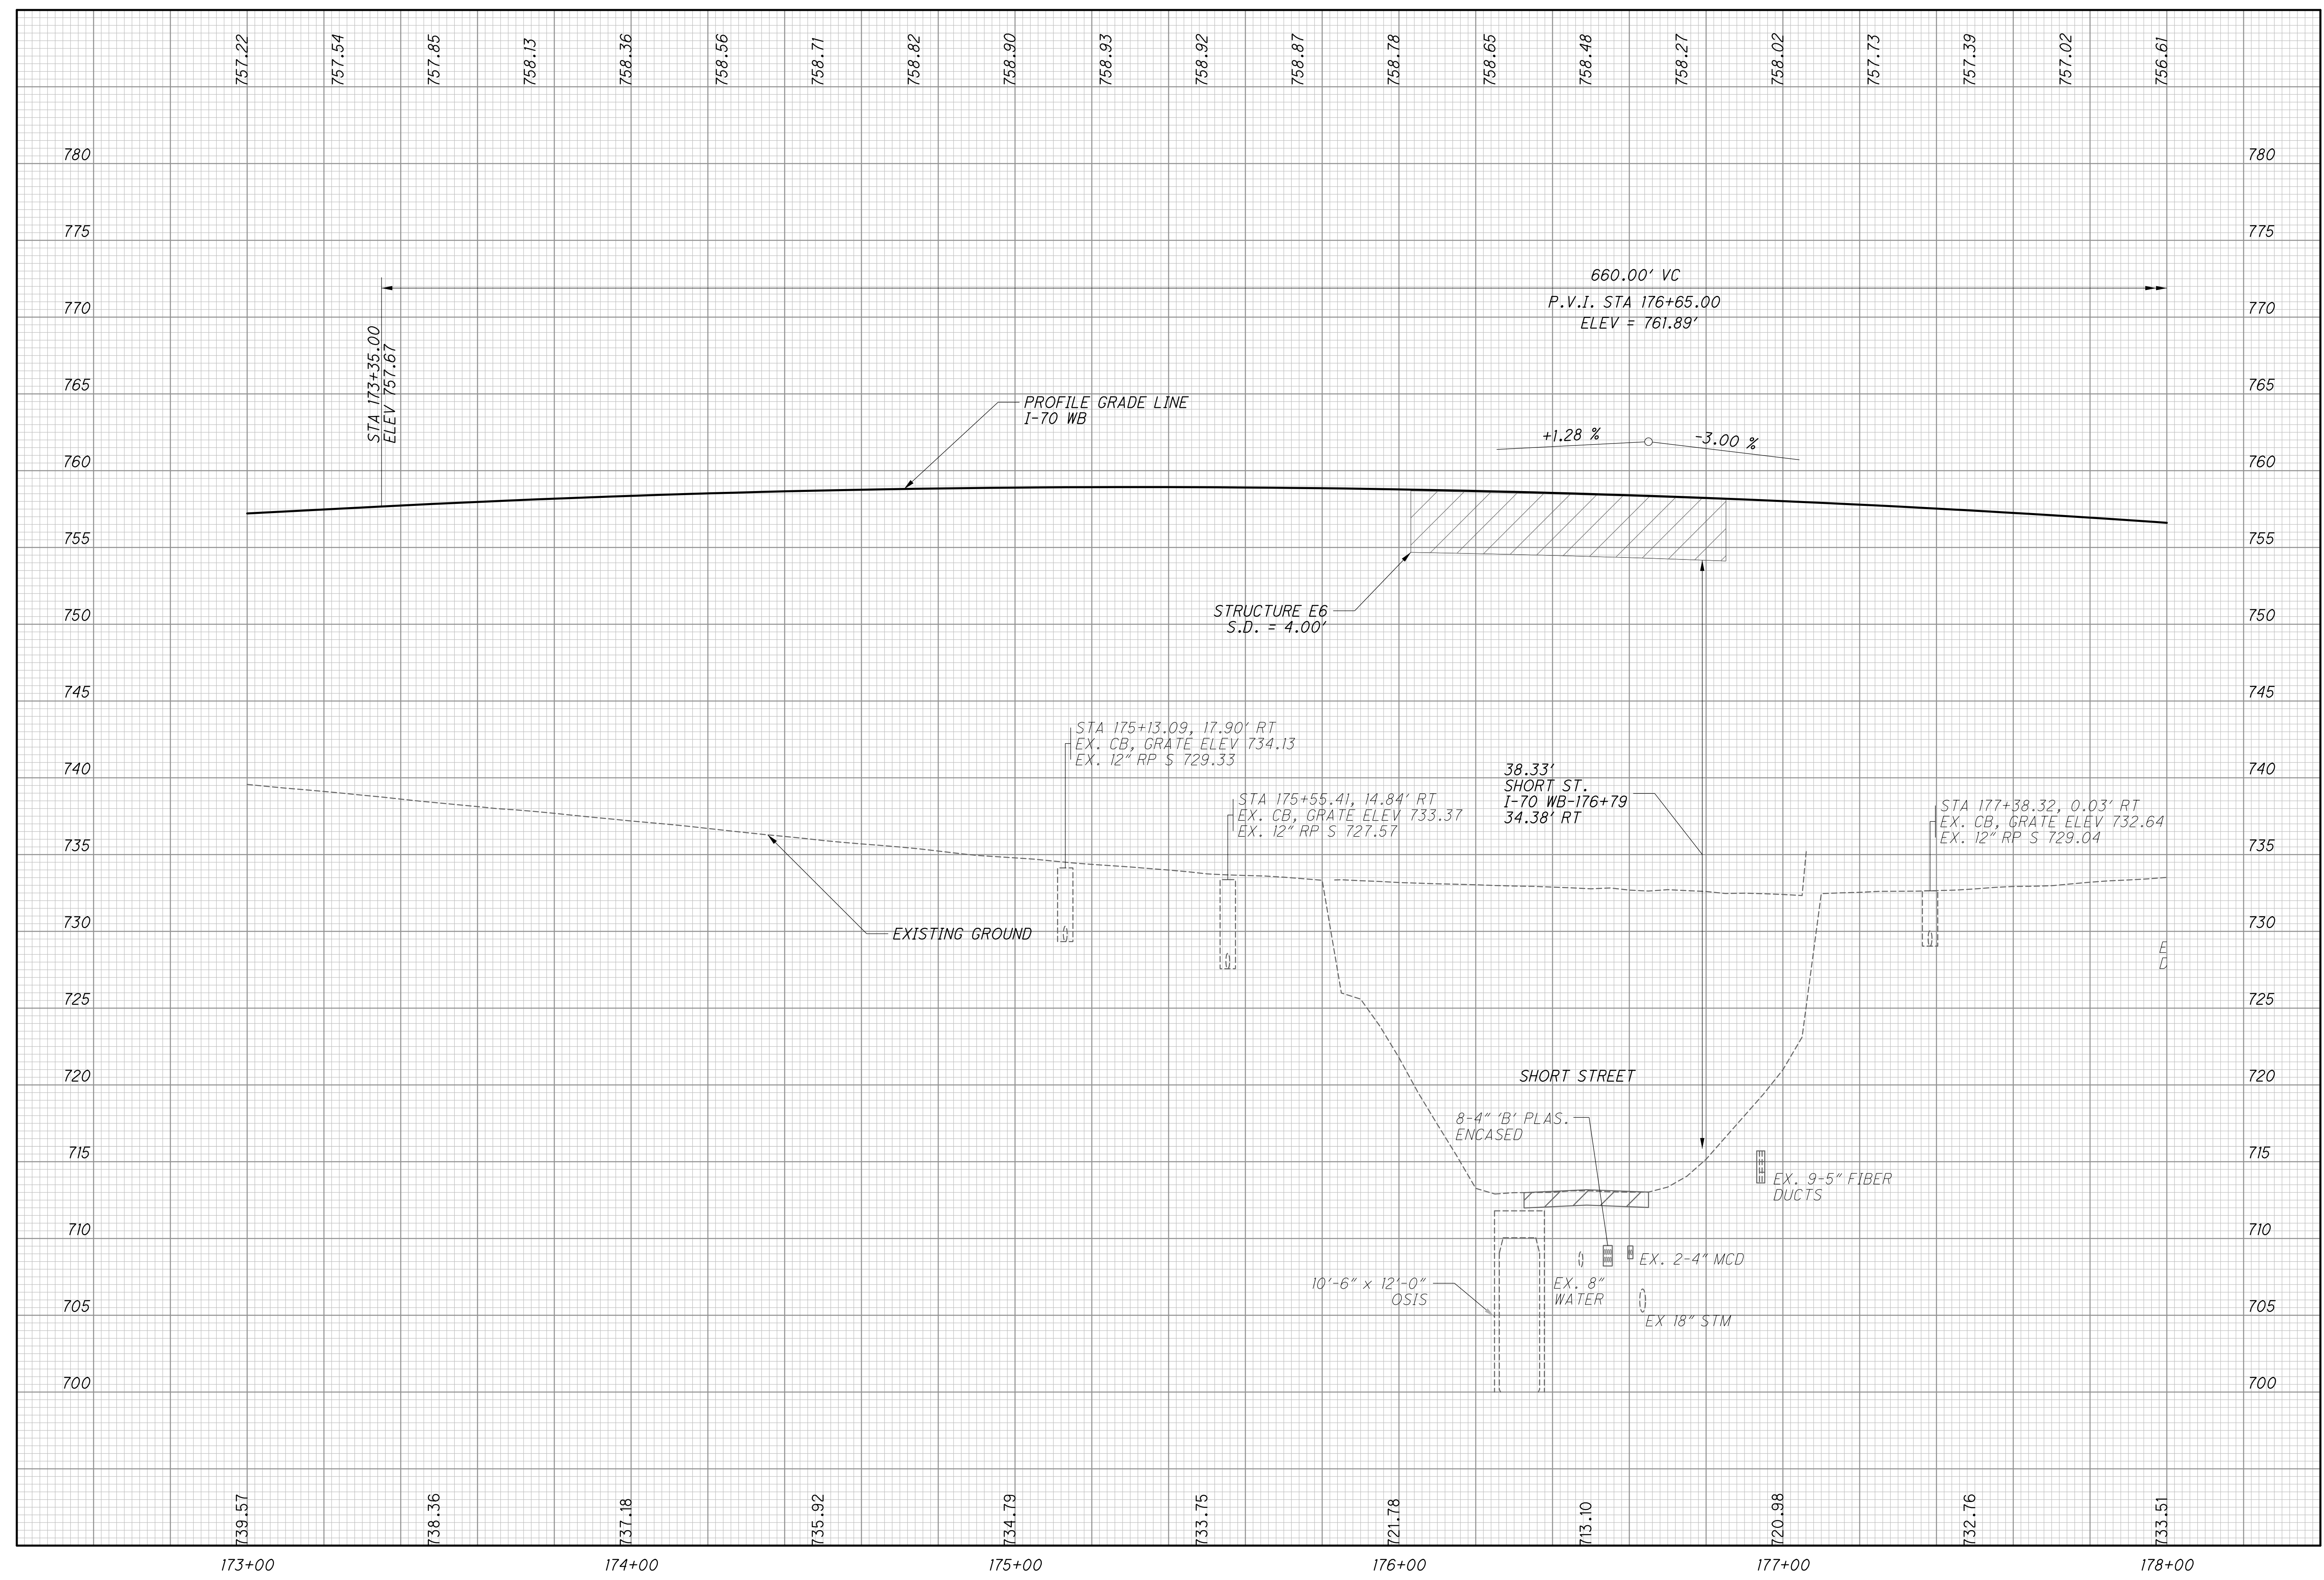 757.22 757.54 757.85 758.13 758.36 758.56 758.71 758.82 758.90 758.93 758.92 758.87 758.78 758.65 758.48 758.27 758.02 757.73 757.39 757.02 756.61
780 780
775 775
660.00' VC
770 P.V.I. STA 176+65.00 770
ELEV = 761.89'
STA 173+35.00
ELEV 757.67
765 765
PROFILE GRADE LINE
I-70 WB
+1.28 % -3.00 %
760 760
755 755
750 750
STRUCTURE E6
S.D. = 4.00'
745 745
STA 175+13.09, 17.90' RT
EX. CB, GRATE ELEV 734.13
EX. 12" RP S 729.33
740 740
38.33'
SHORT ST.
I-70 WB-176+79
34.38' RT
STA 175+55.41, 14.84' RT
EX. CB, GRATE ELEV 733.37
EX. 12" RP S 727.57
STA 177+38.32, 0.03' RT
EX. CB, GRATE ELEV 732.64
EX. 12" RP S 729.04
735 735
730 730
EXISTING GROUND
E
D
725 725
720 720
SHORT STREET
8-4" 'B' PLAS.
ENCASED
715 715
EX. 9-5" FIBER
DUCTS
710 710
EX. 2-4" MCD
10'-6" x 12'-0"
OSIS
EX. 8"
WATER
705 705
EX 18" STM
700 700
739.57 738.36 737.18 735.92 734.79 733.75 721.78 713.10 720.98 732.76 733.51
173+00 174+00 175+00 176+00 177+00 178+00